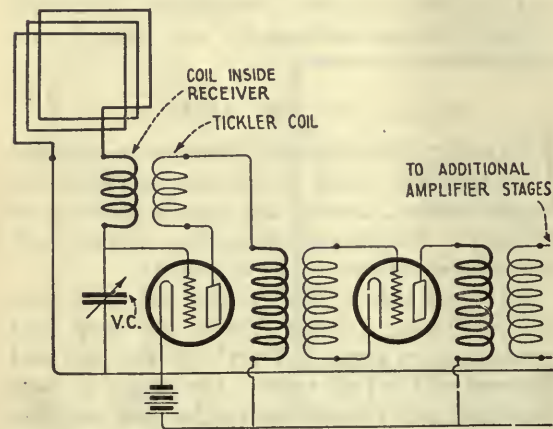 COIL INSIDE
RECEIVER
TICKLER COIL
TO ADDITIONAL
AMPLIFIER STAGES
V.C.